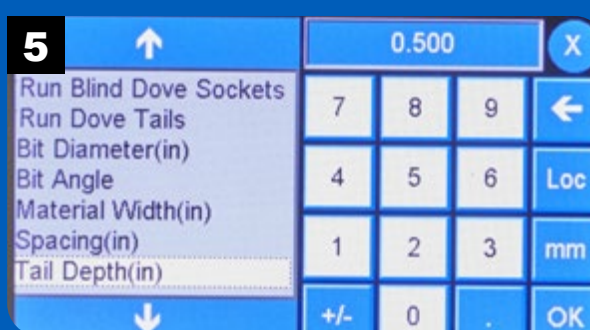 5
0.500
X
Run Blind Dove Sockets
Run Dove Tails
Bit Diameter(in)
Bit Angle
Material Width(in)
Spacing(in)
Tail Depth(in)
7 8 9
4 5 6 Loc
1 2 3 mm
+/- 0 . OK